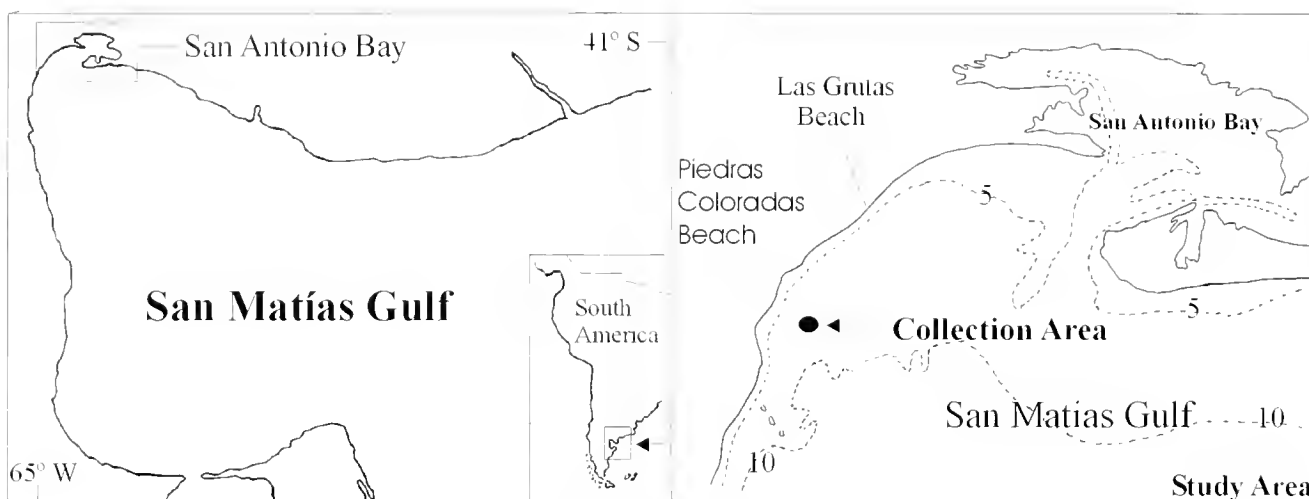 San Antonio Bay
41° S
San Matías Gulf
South
America
65° W
Las Grutas
Beach
San Antonio Bay
Piedras
Coloradas
Beach
5
5
Collection Area
San Matias Gulf
10
10
Study Area